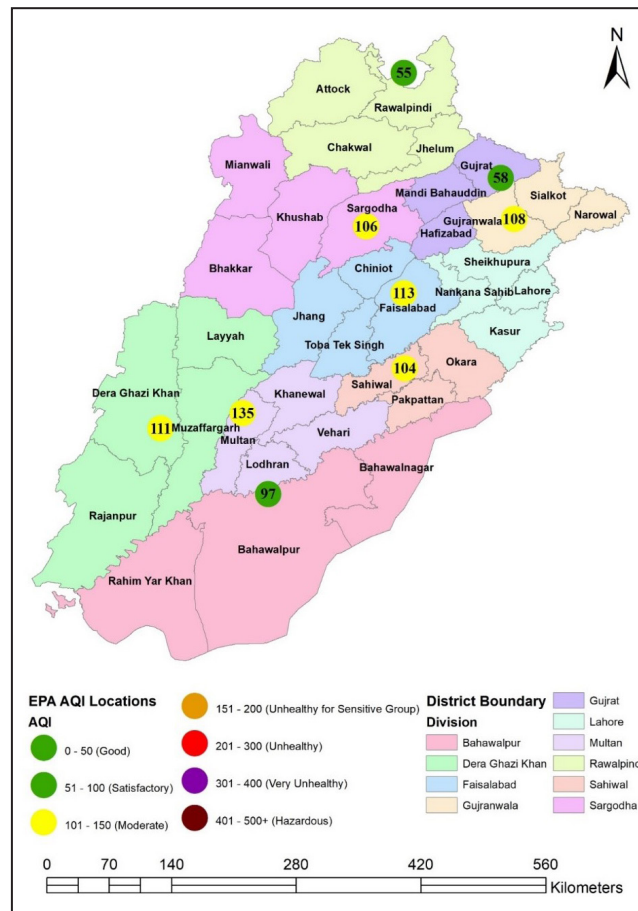 N
55
Attock
Rawalpindi
Chakwal
Jhelum
Gujrat
58
Mianwali
Mandi Bahauddin
Sialkot
Khushab
Sargodha
106
Gujranwala
108
Narowal
Hafizabad
Bhakkar
Sheikhupura
Chiniot
113
Nankana Sahib
Lahore
Faisalabad
Jhang
Kasur
Layyah
Toba Tek Singh
104
Okara
Sahiwal
Dera Ghazi Khan
Khanewal
Pakpattan
135
111
Muzaffargarh
Multan
Vehari
Lodhran
Bahawalnagar
97
Rajanpur
Bahawalpur
Rahim Yar Khan
EPA AQI Locations
AQI
0 - 50 (Good)
51 - 100 (Satisfactory)
101 - 150 (Moderate)
151 - 200 (Unhealthy for Sensitive Group)
201 - 300 (Unhealthy)
301 - 400 (Very Unhealthy)
401 - 500+ (Hazardous)
District Boundary
Division
Bahawalpur
Dera Ghazi Khan
Faisalabad
Gujranwala
Gujrat
Lahore
Multan
Rawalpind
Sahiwal
Sargodha
0 70 140 280 420 560
Kilometers